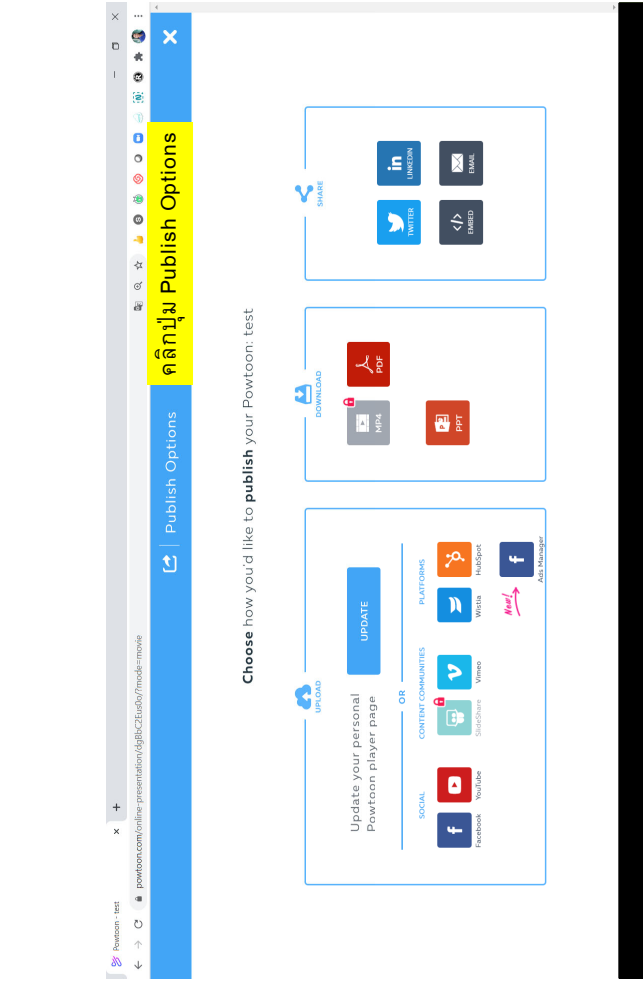 Powtoon - test
powtoon.com/online-presentation/dgBbC2Eus0o/?mode=movie
Publish Options
คลิกปุ่ม Publish Options
Choose how you'd like to publish your Powtoon: test
UPLOAD
Update your personal
Powtoon player page
UPDATE
OR
SOCIAL
CONTENT COMMUNITIES
PLATFORMS
Facebook
YouTube
SlideShare
Vimeo
Wistia
HubSpot
New!
Ads Manager
DOWNLOAD
MP4
PDF
PPT
SHARE
TWITTER
LINKEDIN
EMBED
EMAIL